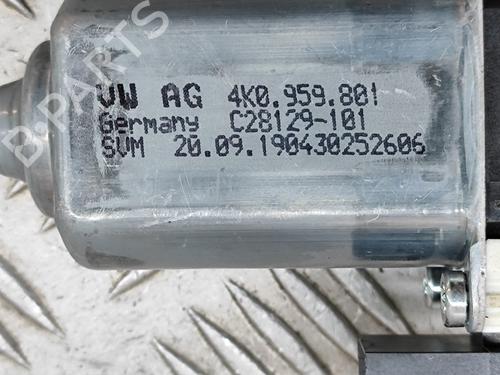 B-PARTS
VW AG 4K0.959.801
Germany C28129-101
SVM 20.09.190430252606